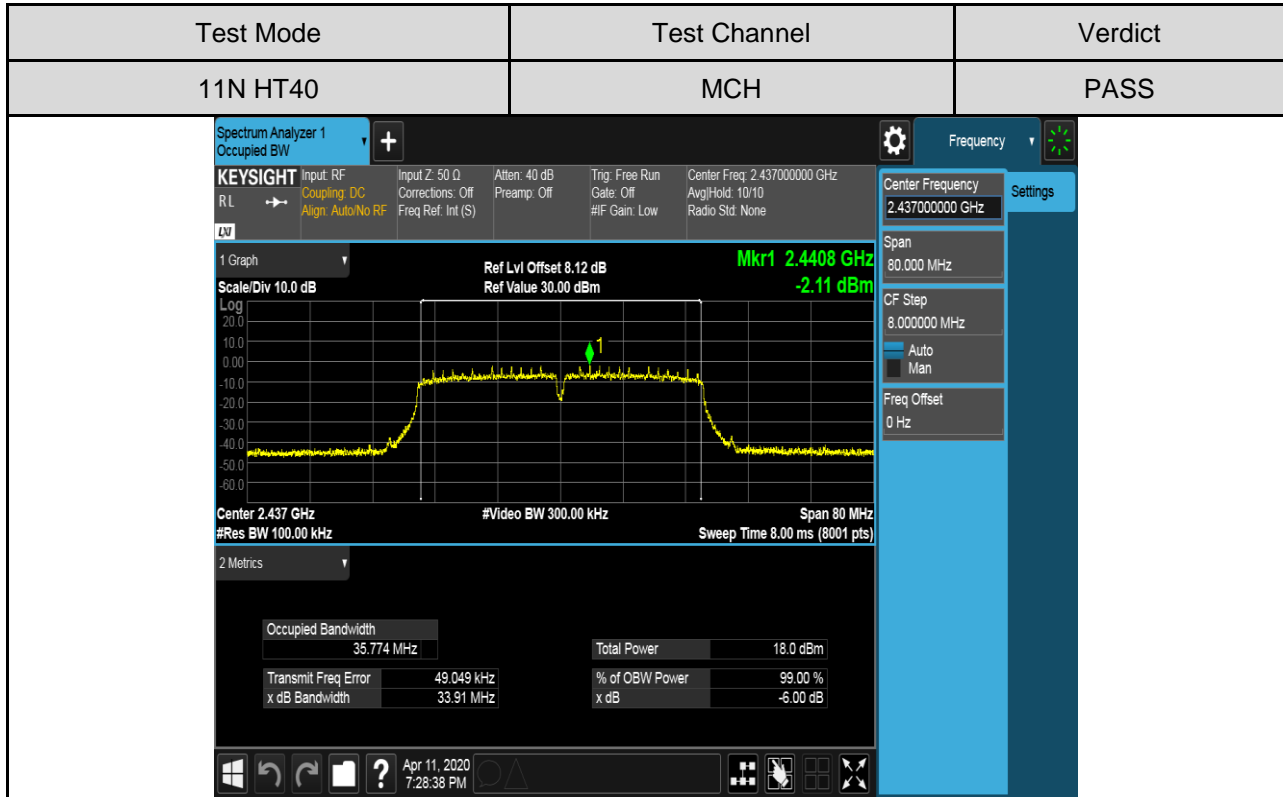 Test Mode Test Channel Verdict
11N HT40 MCH PASS
Spectrum Analyzer 1
Occupied BW
+
Frequency
KEYSIGHT Input: RF Input Z: 50 Ω Atten: 40 dB Trig: Free Run Center Freq: 2.437000000 GHz
RL Coupling: DC Corrections: Off Preamp: Off Gate: Off Avg|Hold: 10/10
Align: Auto/No RF Freq Ref: Int (S) #IF Gain: Low Radio Std: None
LXI
Center Frequency
2.437000000 GHz
Settings
Span
80.000 MHz
CF Step
8.000000 MHz
Auto
Man
Freq Offset
0 Hz
1 Graph
Ref Lvl Offset 8.12 dB Mkr1 2.4408 GHz
Scale/Div 10.0 dB Ref Value 30.00 dBm -2.11 dBm
Log
20.0
10.0
1
0.00
-10.0
-20.0
-30.0
-40.0
-50.0
-60.0
Center 2.437 GHz #Video BW 300.00 kHz Span 80 MHz
#Res BW 100.00 kHz Sweep Time 8.00 ms (8001 pts)
2 Metrics
Occupied Bandwidth
35.774 MHz Total Power 18.0 dBm
Transmit Freq Error 49.049 kHz % of OBW Power 99.00 %
x dB Bandwidth 33.91 MHz x dB -6.00 dB
? Apr 11, 2020
7:28:38 PM